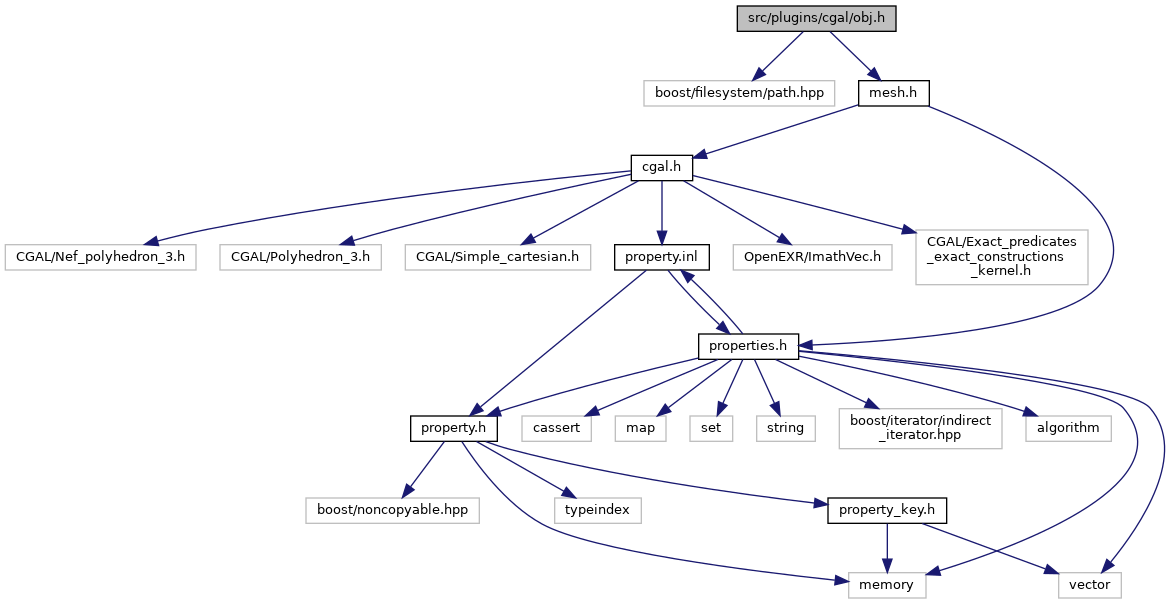 src/plugins/cgal/obj.h
boost/filesystem/path.hpp
mesh.h
cgal.h
CGAL/Nef_polyhedron_3.h
CGAL/Polyhedron_3.h
CGAL/Simple_cartesian.h
property.inl
OpenEXR/ImathVec.h
CGAL/Exact_predicates
_exact_constructions
_kernel.h
properties.h
property.h
cassert
map
set
string
boost/iterator/indirect
_iterator.hpp
algorithm
boost/noncopyable.hpp
typeindex
property_key.h
memory
vector